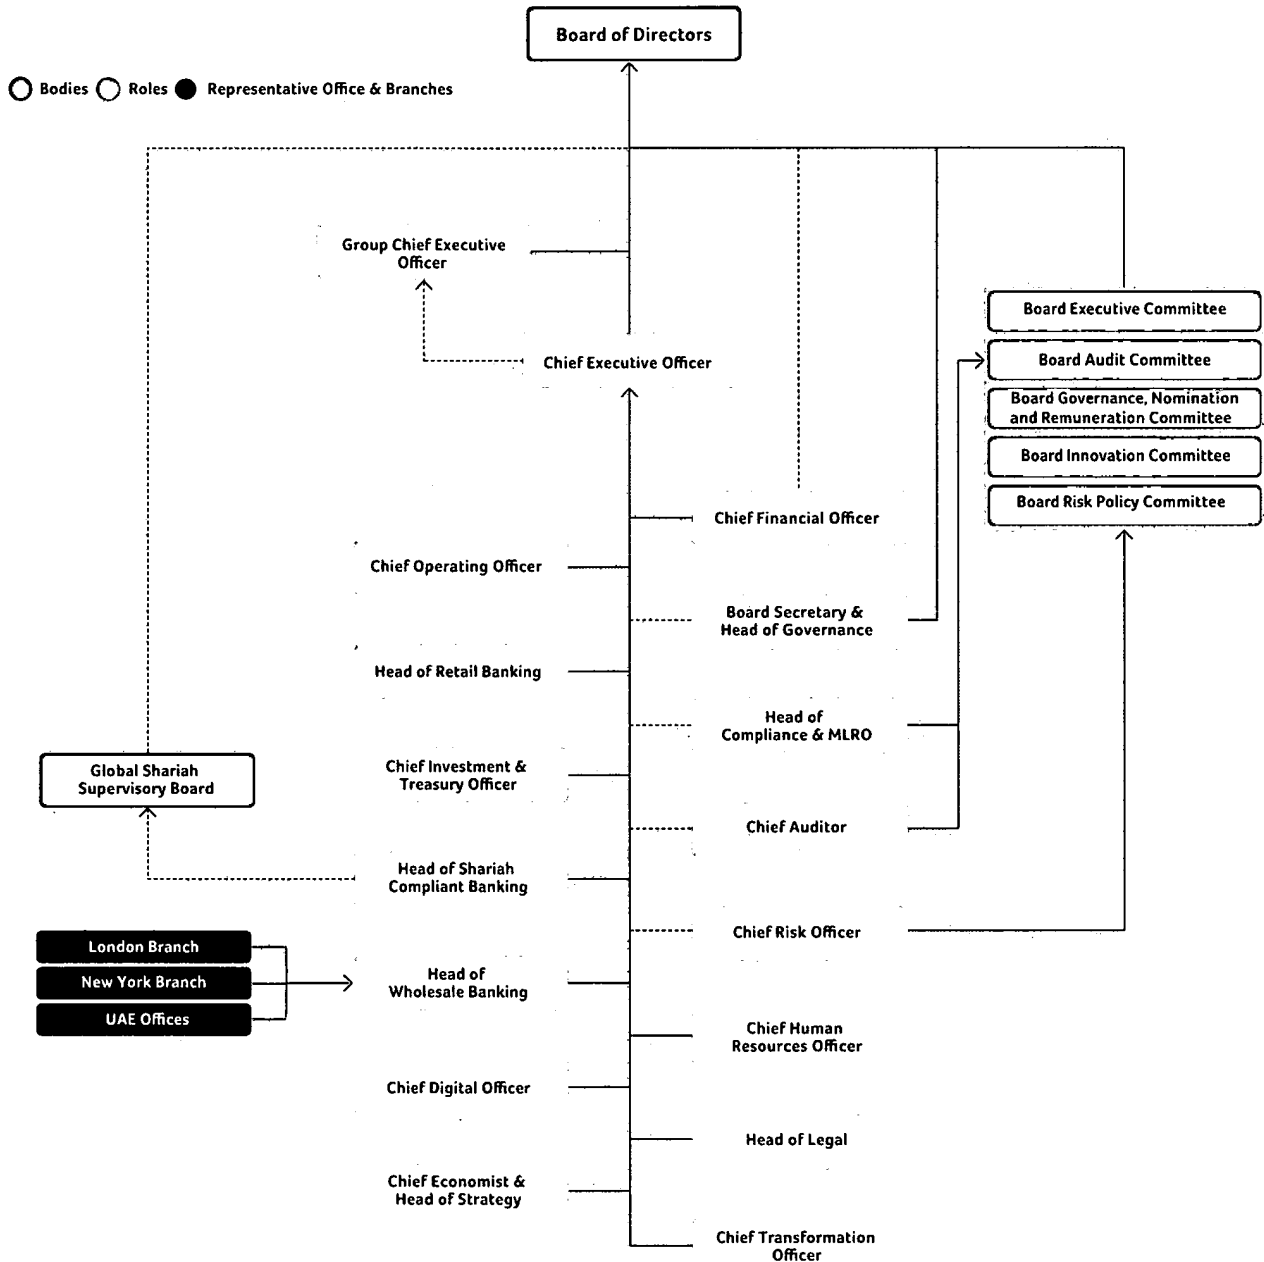 Board of Directors
Bodies
Roles
Representative Office & Branches
Group Chief Executive
Officer
Chief Executive Officer
Board Executive Committee
Board Audit Committee
Board Governance, Nomination
and Remuneration Committee
Board Innovation Committee
Board Risk Policy Committee
Chief Financial Officer
Chief Operating Officer
Board Secretary &
Head of Governance
Head of Retail Banking
Head of
Compliance & MLRO
Global Shariah
Supervisory Board
Chief Investment &
Treasury Officer
Chief Auditor
Head of Shariah
Compliant Banking
Chief Risk Officer
London Branch
New York Branch
UAE Offices
Head of
Wholesale Banking
Chief Human
Resources Officer
Chief Digital Officer
Head of Legal
Chief Economist &
Head of Strategy
Chief Transformation
Officer